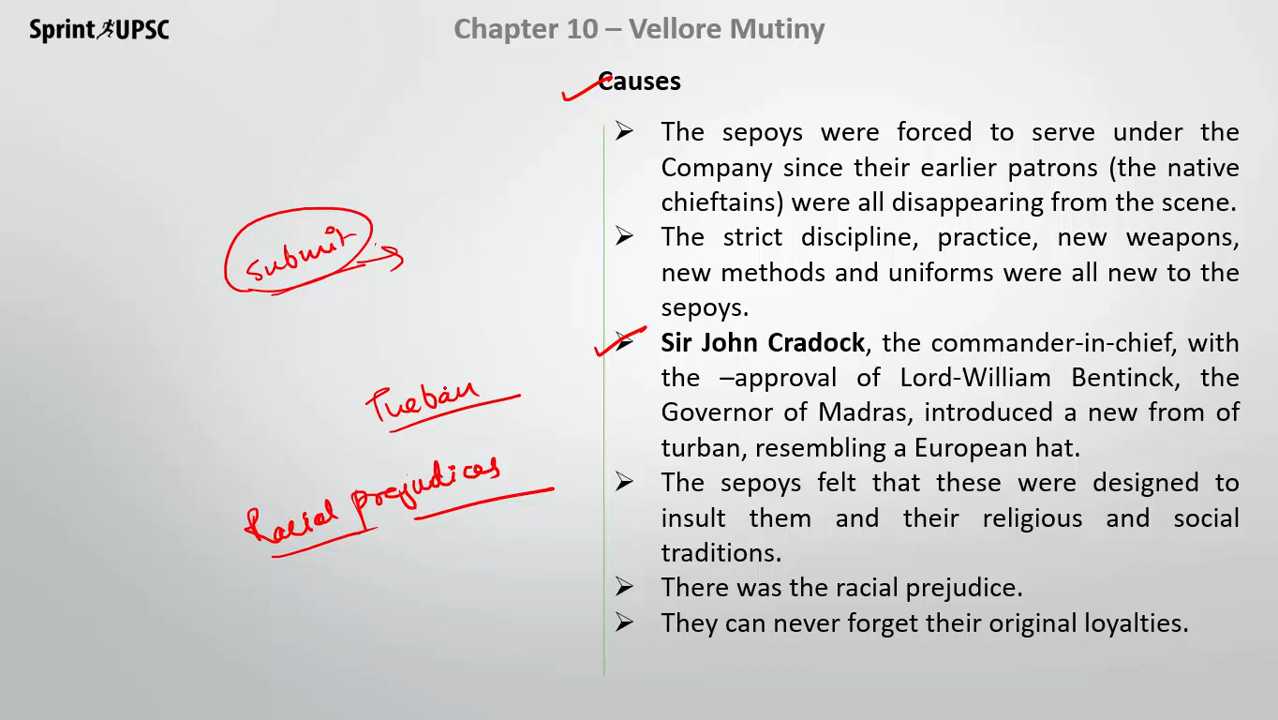 Sprint UPSC
Chapter 10 – Vellore Mutiny
Causes
➢ The sepoys were forced to serve under the
Company since their earlier patrons (the native
chieftains) were all disappearing from the scene.
➢ The strict discipline, practice, new weapons,
new methods and uniforms were all new to the
sepoys.
➢ Sir John Cradock, the commander-in-chief, with
the –approval of Lord-William Bentinck, the
Governor of Madras, introduced a new from of
turban, resembling a European hat.
➢ The sepoys felt that these were designed to
insult them and their religious and social
traditions.
➢ There was the racial prejudice.
➢ They can never forget their original loyalties.
submit
Turban
Racial prejudices